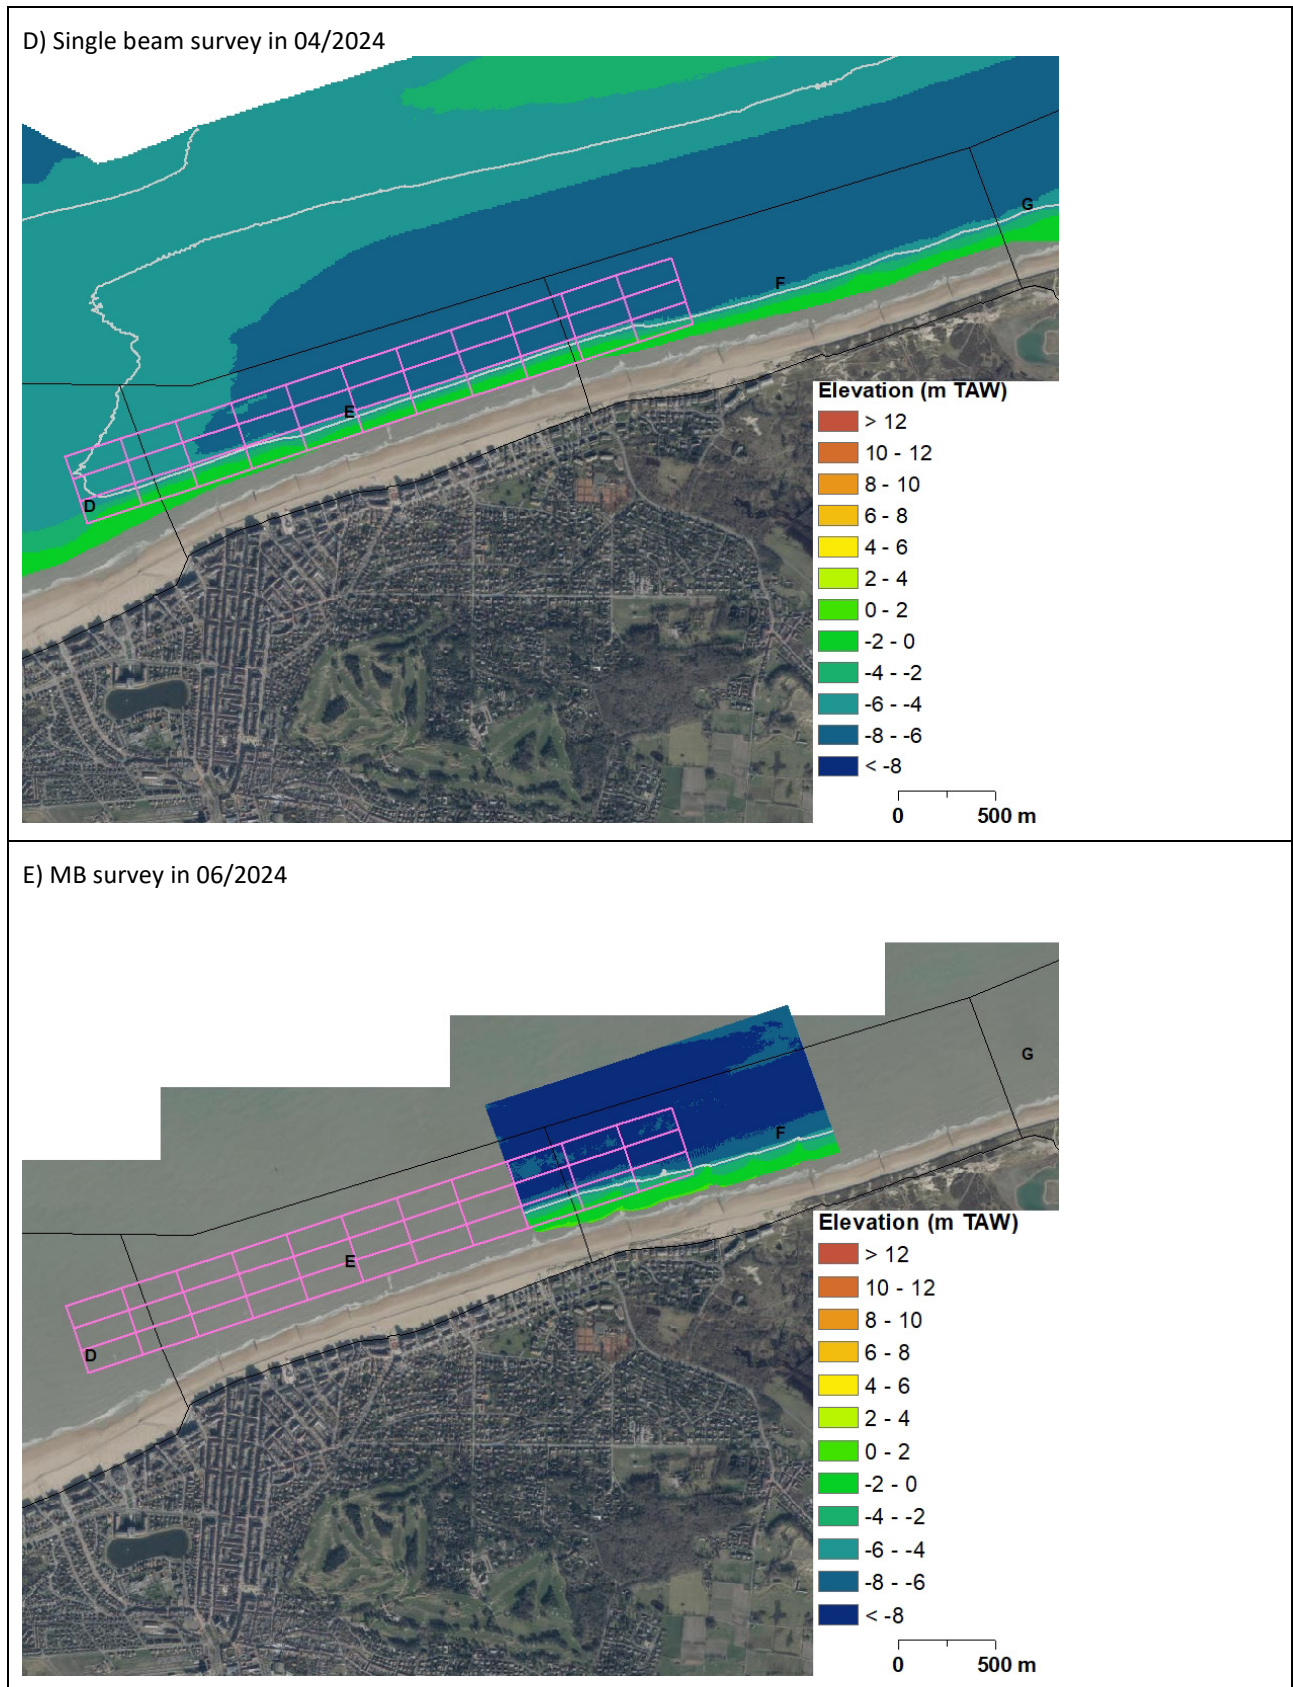 D) Single beam survey in 04/2024
G
F
E
D
Elevation (m TAW)
> 12
10 - 12
8 - 10
6 - 8
4 - 6
2 - 4
0 - 2
-2 - 0
-4 - -2
-6 - -4
-8 - -6
< -8
0 500 m
E) MB survey in 06/2024
G
F
E
D
Elevation (m TAW)
> 12
10 - 12
8 - 10
6 - 8
4 - 6
2 - 4
0 - 2
-2 - 0
-4 - -2
-6 - -4
-8 - -6
< -8
0 500 m